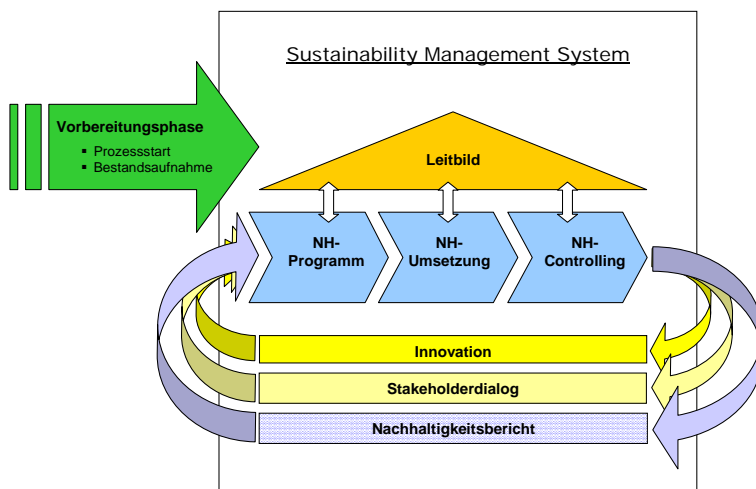 Sustainability Management System
Vorbereitungsphase
▪ Prozessstart
▪ Bestandsaufnahme
Leitbild
NH-
Programm
NH-
Umsetzung
NH-
Controlling
Innovation
Stakeholderdialog
Nachhaltigkeitsbericht